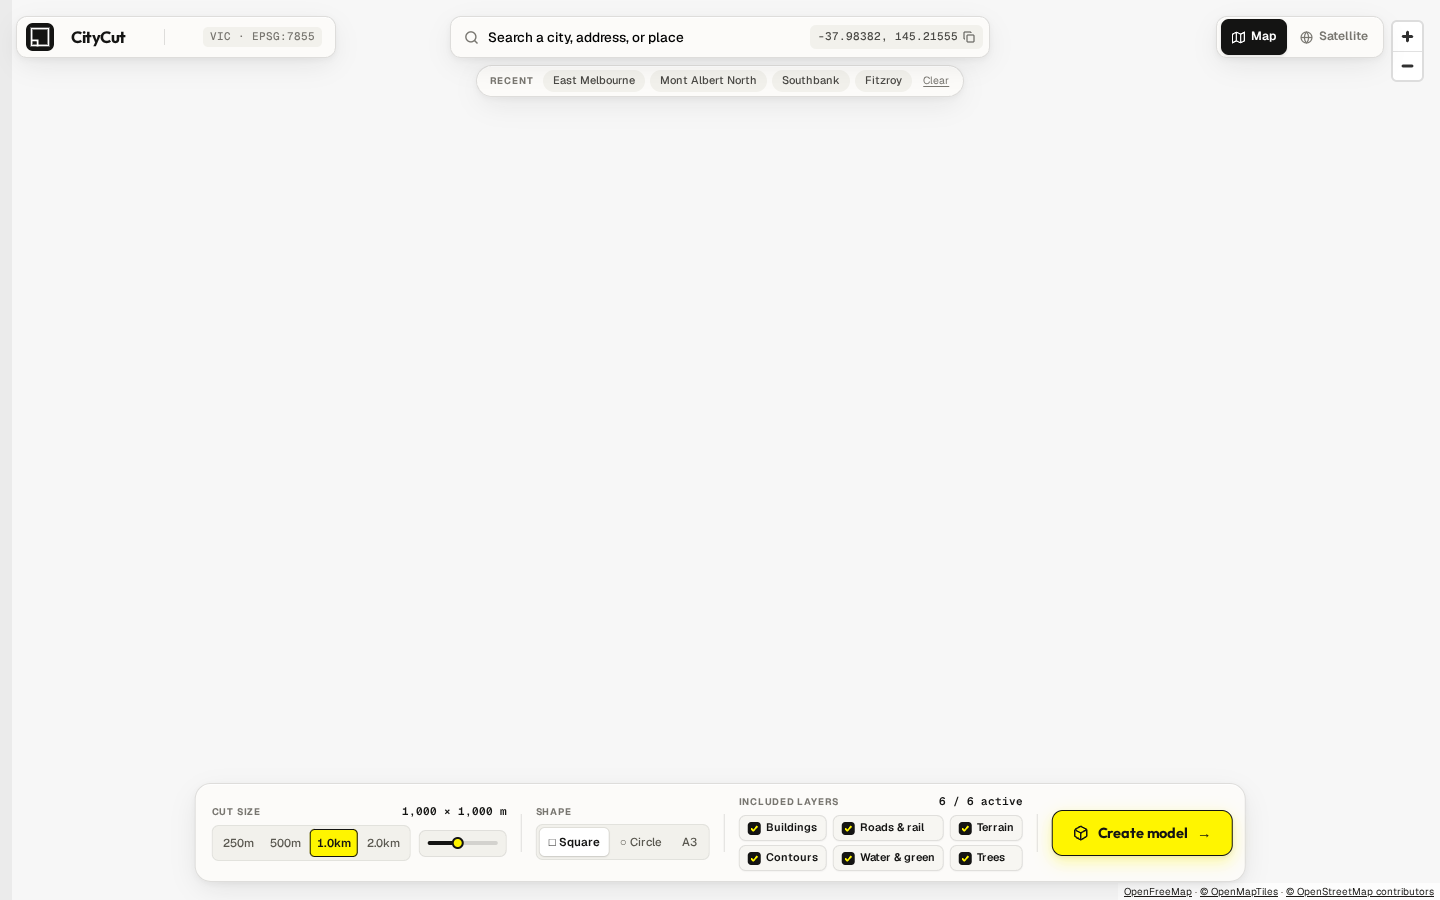 CityCut
VIC · EPSG:7855
Search a city, address, or place
-37.98382, 145.21555
Map
Satellite
RECENT
East Melbourne
Mont Albert North
Southbank
Fitzroy
Clear
CUT SIZE
1,000 × 1,000 m
250m
500m
1.0km
2.0km
SHAPE
□ Square
○ Circle
A3
INCLUDED LAYERS
6 / 6 active
Buildings
Roads & rail
Terrain
Contours
Water & green
Trees
Create model →
OpenFreeMap · © OpenMapTiles · © OpenStreetMap contributors